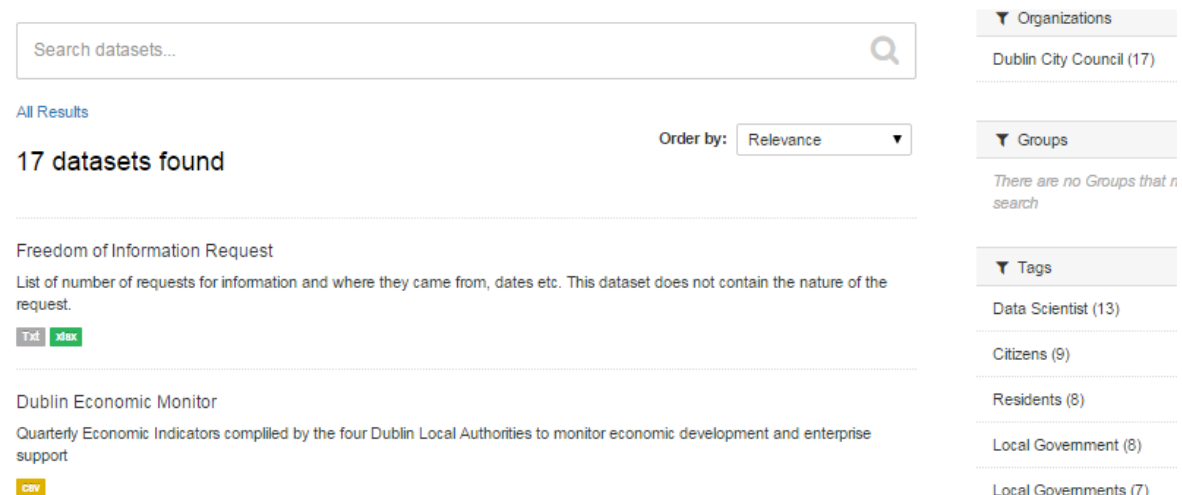 Search datasets...
All Results
Order by: Relevance
17 datasets found
Freedom of Information Request
List of number of requests for information and where they came from, dates etc. This dataset does not contain the nature of the
request.
Txt xlsx
Dublin Economic Monitor
Quarterly Economic Indicators compliled by the four Dublin Local Authorities to monitor economic development and enterprise
support
csv
Organizations
Dublin City Council (17)
Groups
There are no Groups that
search
Tags
Data Scientist (13)
Citizens (9)
Residents (8)
Local Government (8)
Local Governments (7)